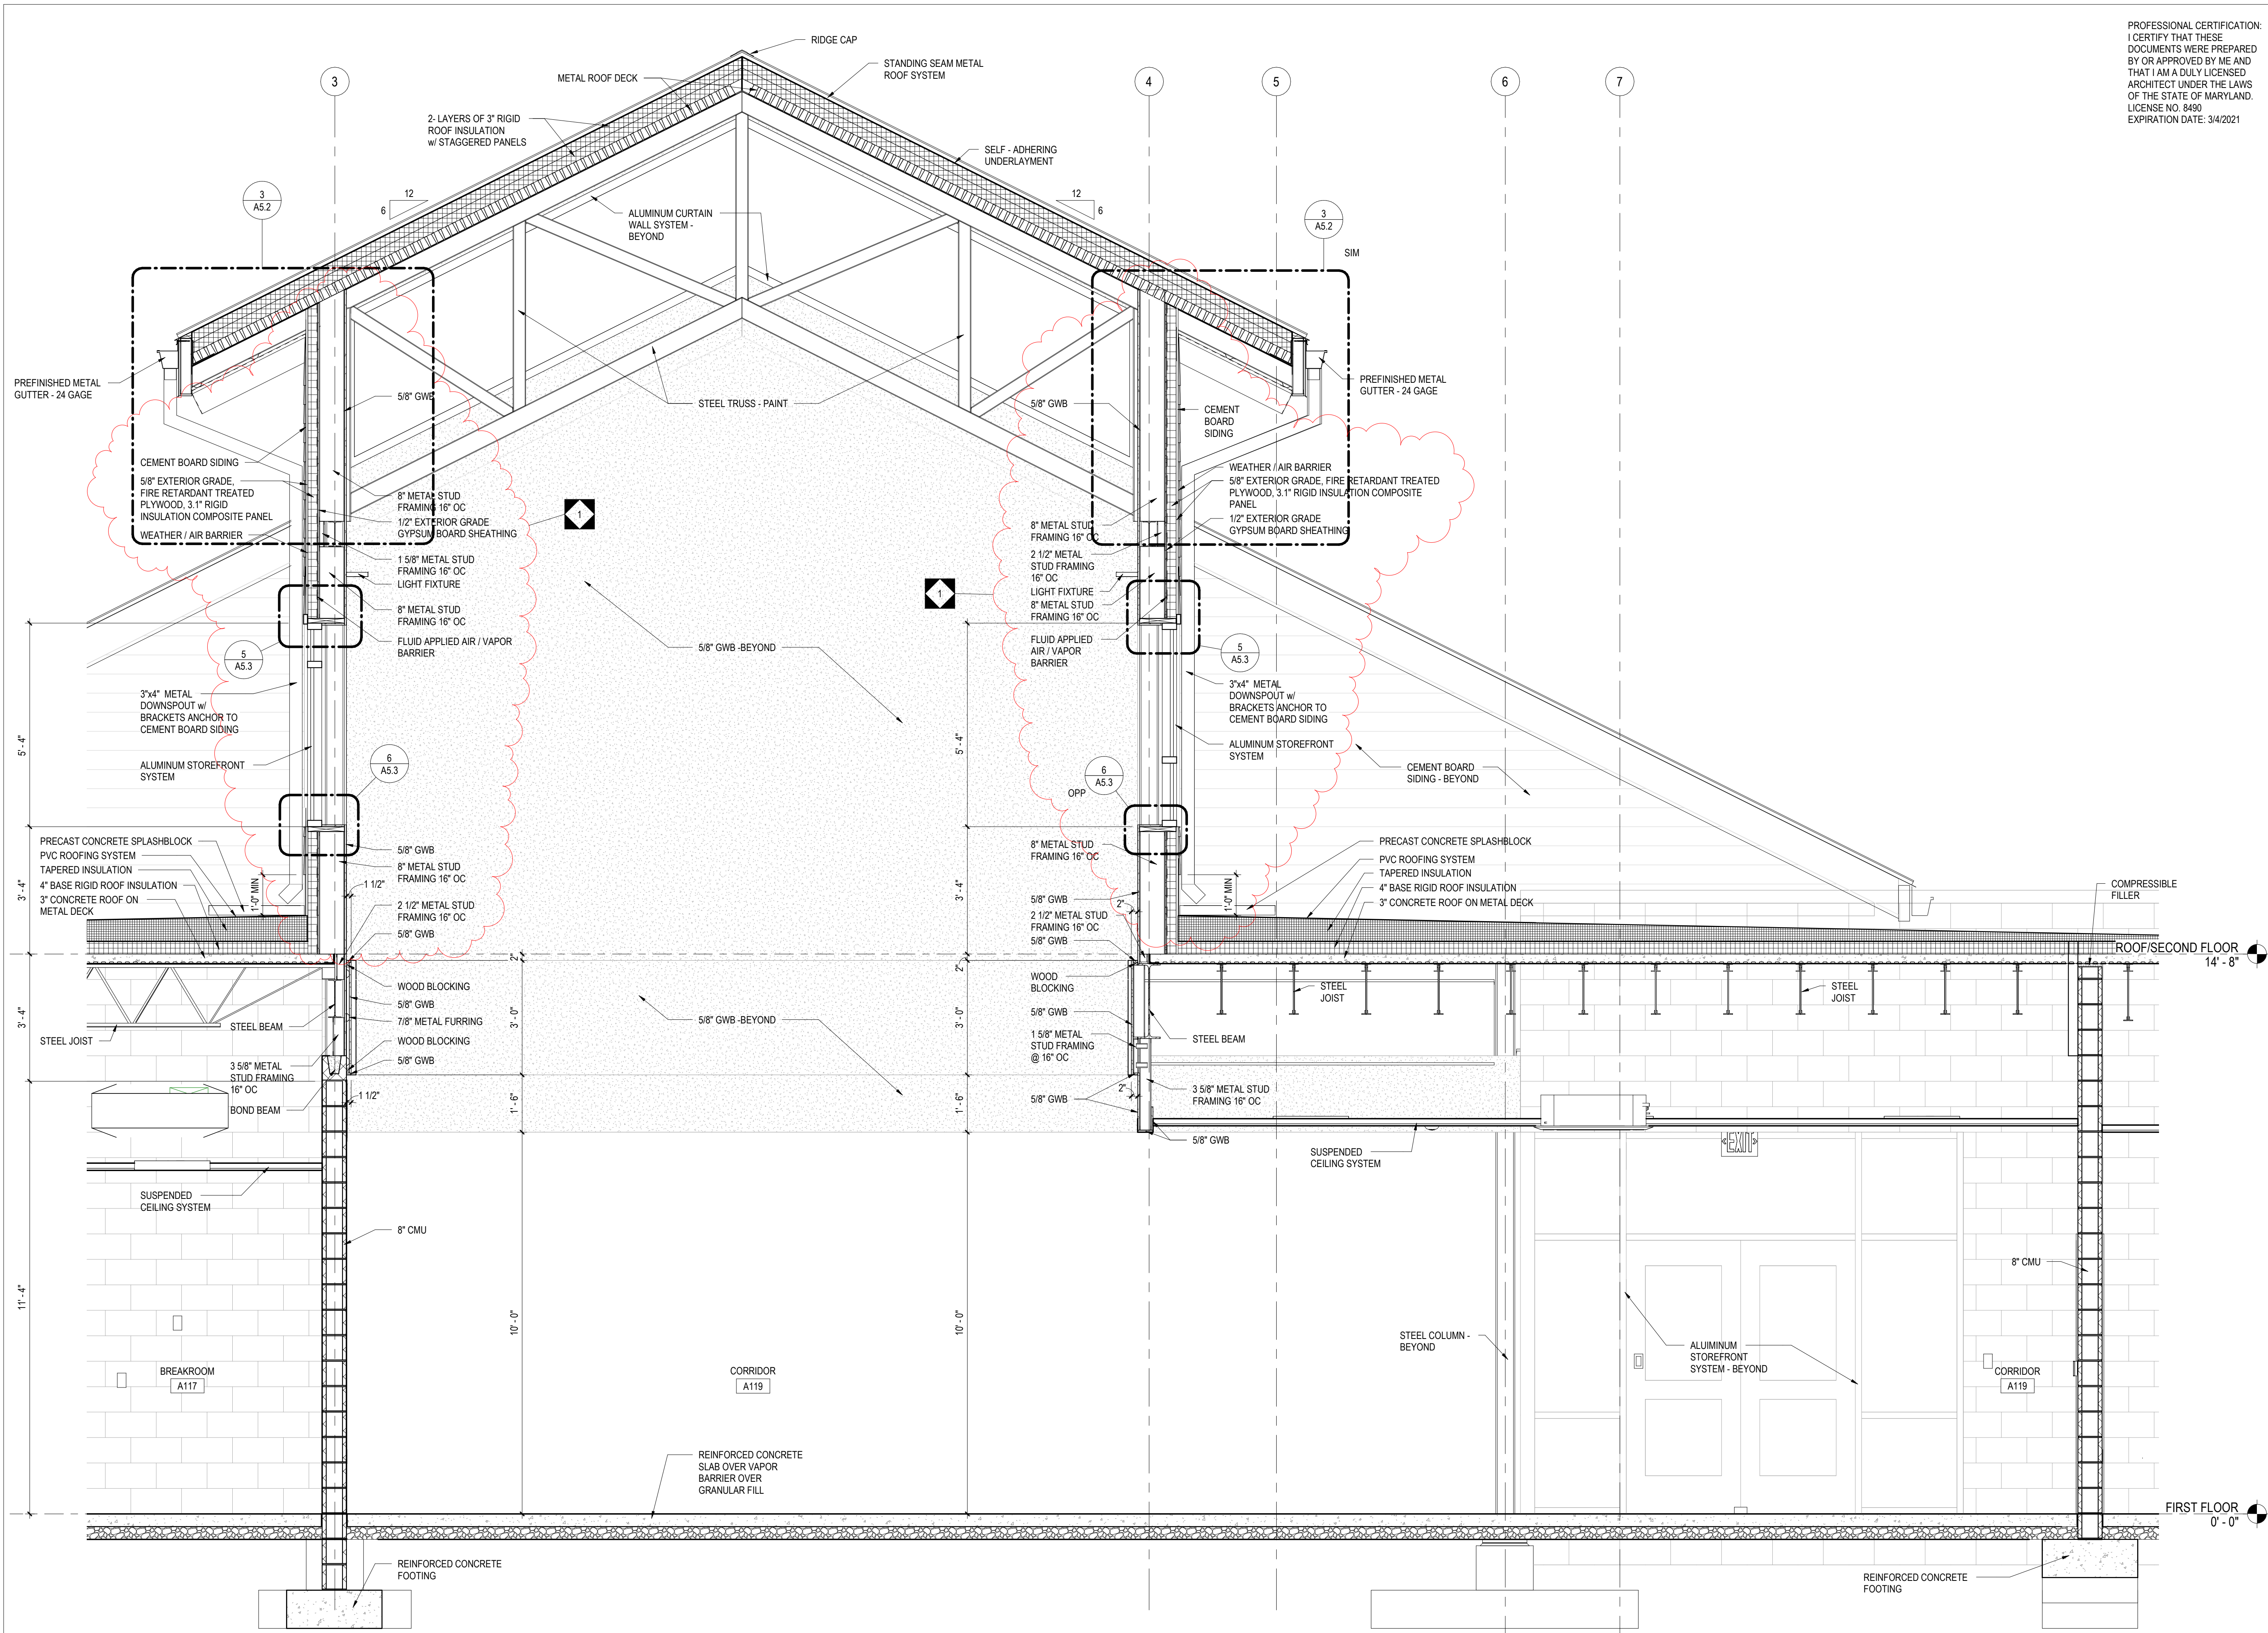 PROFESSIONAL CERTIFICATION:
I CERTIFY THAT THESE
DOCUMENTS WERE PREPARED
BY OR APPROVED BY ME AND
THAT I AM A DULY LICENSED
ARCHITECT UNDER THE LAWS
OF THE STATE OF MARYLAND.
LICENSE NO. 8490
EXPIRATION DATE: 3/4/2021
RIDGE CAP
STANDING SEAM METAL
ROOF SYSTEM
METAL ROOF DECK
3
4
5
6
7
2- LAYERS OF 3" RIGID
ROOF INSULATION
w/ STAGGERED PANELS
SELF - ADHERING
UNDERLAYMENT
3
A5.2
12
6
12
6
3
A5.2
SIM
ALUMINUM CURTAIN
WALL SYSTEM -
BEYOND
PREFINISHED METAL
GUTTER - 24 GAGE
5/8" GWB
STEEL TRUSS - PAINT
5/8" GWB
CEMENT
BOARD
SIDING
PREFINISHED METAL
GUTTER - 24 GAGE
CEMENT BOARD SIDING
5/8" EXTERIOR GRADE,
FIRE RETARDANT TREATED
PLYWOOD, 3.1" RIGID
INSULATION COMPOSITE PANEL
WEATHER / AIR BARRIER
8" METAL STUD
FRAMING 16" OC
1/2" EXTERIOR GRADE
GYPSUM BOARD SHEATHING
1 5/8" METAL STUD
FRAMING 16" OC
LIGHT FIXTURE
8" METAL STUD
FRAMING 16" OC
FLUID APPLIED AIR / VAPOR
BARRIER
1
1
8" METAL STUD
FRAMING 16" OC
2 1/2" METAL
STUD FRAMING
16" OC
LIGHT FIXTURE
8" METAL STUD
FRAMING 16" OC
FLUID APPLIED
AIR / VAPOR
BARRIER
WEATHER / AIR BARRIER
5/8" EXTERIOR GRADE, FIRE RETARDANT TREATED
PLYWOOD, 3.1" RIGID INSULATION COMPOSITE
PANEL
1/2" EXTERIOR GRADE
GYPSUM BOARD SHEATHING
5
A5.3
5/8" GWB -BEYOND
5
A5.3
3"x4" METAL
DOWNSPOUT w/
BRACKETS ANCHOR TO
CEMENT BOARD SIDING
3"x4" METAL
DOWNSPOUT w/
BRACKETS ANCHOR TO
CEMENT BOARD SIDING
5' - 4"
5' - 4"
ALUMINUM STOREFRONT
SYSTEM
6
A5.3
6
A5.3
OPP
ALUMINUM STOREFRONT
SYSTEM
CEMENT BOARD
SIDING - BEYOND
PRECAST CONCRETE SPLASHBLOCK
PVC ROOFING SYSTEM
TAPERED INSULATION
4" BASE RIGID ROOF INSULATION
3" CONCRETE ROOF ON
METAL DECK
3' - 4"
1'-0" MIN
5/8" GWB
8" METAL STUD
FRAMING 16" OC
1 1/2"
2 1/2" METAL STUD
FRAMING 16" OC
5/8" GWB
3' - 4"
8" METAL STUD
FRAMING 16" OC
5/8" GWB
2"
2 1/2" METAL STUD
FRAMING 16" OC
5/8" GWB
1'-0" MIN
PRECAST CONCRETE SPLASHBLOCK
PVC ROOFING SYSTEM
TAPERED INSULATION
4" BASE RIGID ROOF INSULATION
3" CONCRETE ROOF ON METAL DECK
COMPRESSIBLE
FILLER
ROOF/SECOND FLOOR
14' - 8"
2"
2"
WOOD BLOCKING
5/8" GWB
7/8" METAL FURRING
WOOD BLOCKING
5/8" GWB
3' - 4"
STEEL BEAM
STEEL JOIST
3 5/8" METAL
STUD FRAMING
16" OC
BOND BEAM
1 1/2"
3' - 0"
1' - 6"
5/8" GWB -BEYOND
3' - 0"
1' - 6"
WOOD
BLOCKING
5/8" GWB
1 5/8" METAL
STUD FRAMING
@ 16" OC
2"
5/8" GWB
STEEL BEAM
3 5/8" METAL STUD
FRAMING 16" OC
5/8" GWB
STEEL
JOIST
STEEL
JOIST
SUSPENDED
CEILING SYSTEM
EXIT
SUSPENDED
CEILING SYSTEM
8" CMU
8" CMU
11' - 4"
10' - 0"
10' - 0"
STEEL COLUMN -
BEYOND
ALUIMINUM
STOREFRONT
SYSTEM - BEYOND
BREAKROOM
A117
CORRIDOR
A119
CORRIDOR
A119
REINFORCED CONCRETE
SLAB OVER VAPOR
BARRIER OVER
GRANULAR FILL
FIRST FLOOR
0' - 0"
REINFORCED CONCRETE
FOOTING
REINFORCED CONCRETE
FOOTING